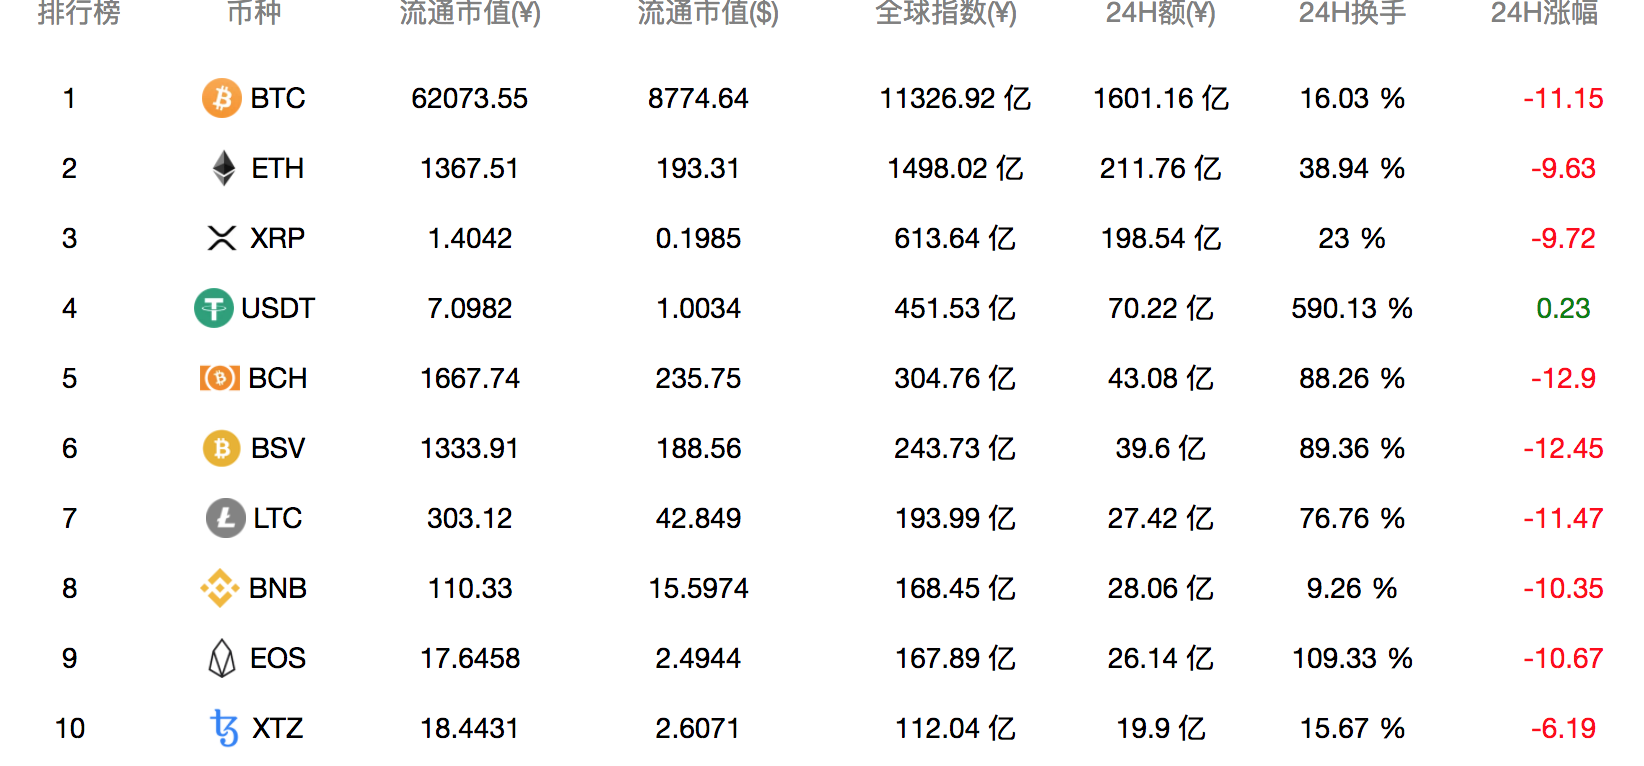 排行榜 币种 流通市值(¥) 流通市值($) 全球指数(¥) 24H额(¥) 24H换手 24H涨幅
1 BTC 62073.55 8774.64 11326.92 亿 1601.16 亿 16.03 % -11.15
2 ETH 1367.51 193.31 1498.02 亿 211.76 亿 38.94 % -9.63
3 XRP 1.4042 0.1985 613.64 亿 198.54 亿 23 % -9.72
4 USDT 7.0982 1.0034 451.53 亿 70.22 亿 590.13 % 0.23
5 BCH 1667.74 235.75 304.76 亿 43.08 亿 88.26 % -12.9
6 BSV 1333.91 188.56 243.73 亿 39.6 亿 89.36 % -12.45
7 LTC 303.12 42.849 193.99 亿 27.42 亿 76.76 % -11.47
8 BNB 110.33 15.5974 168.45 亿 28.06 亿 9.26 % -10.35
9 EOS 17.6458 2.4944 167.89 亿 26.14 亿 109.33 % -10.67
10 XTZ 18.4431 2.6071 112.04 亿 19.9 亿 15.67 % -6.19